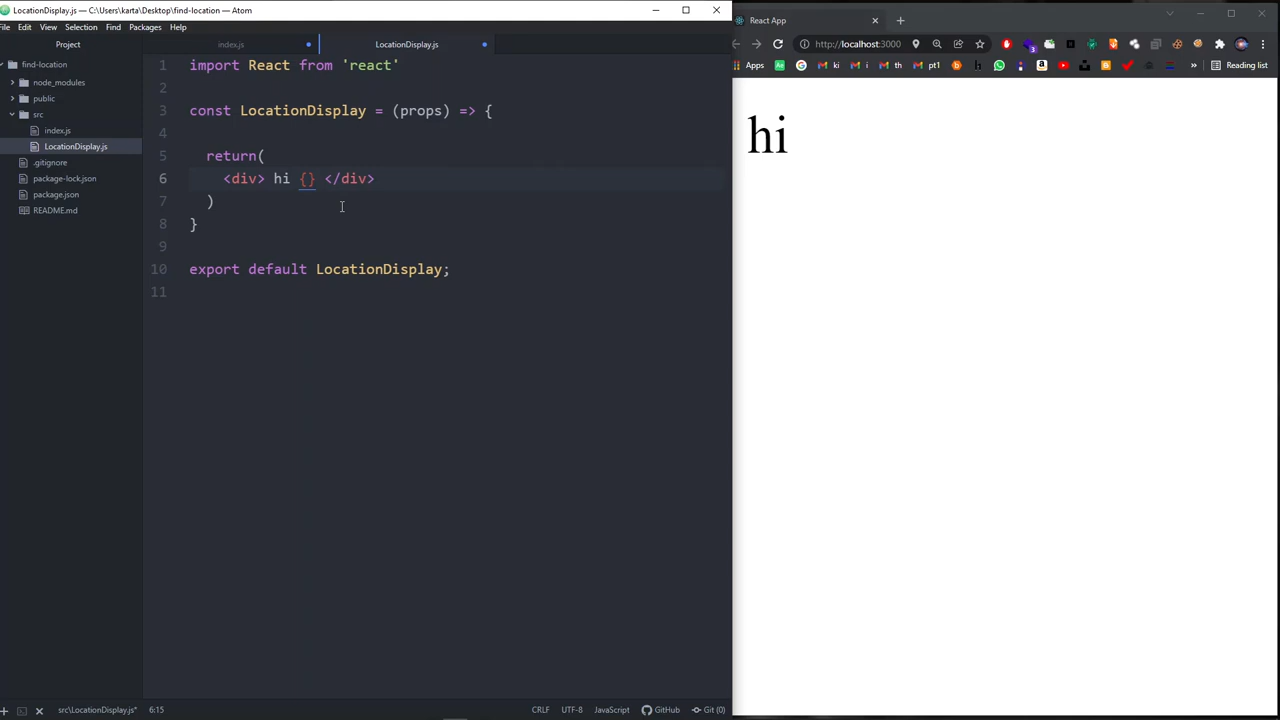 LocationDisplay.js — C:\Users\karta\Desktop\find-location — Atom
File Edit View Selection Find Packages Help
Project
find-location
node_modules
public
src
index.js
LocationDisplay.js
.gitignore
package-lock.json
package.json
README.md
index.js
LocationDisplay.js
1 import React from 'react'
2
3 const LocationDisplay = (props) => {
4
5 return(
6 <div> hi {} </div>
7 )
8 }
9
10 export default LocationDisplay;
11
src\LocationDisplay.js* 6:15
CRLF UTF-8 JavaScript GitHub Git (0)
React App
http://localhost:3000
Apps ki i th pt1 » Reading list
hi